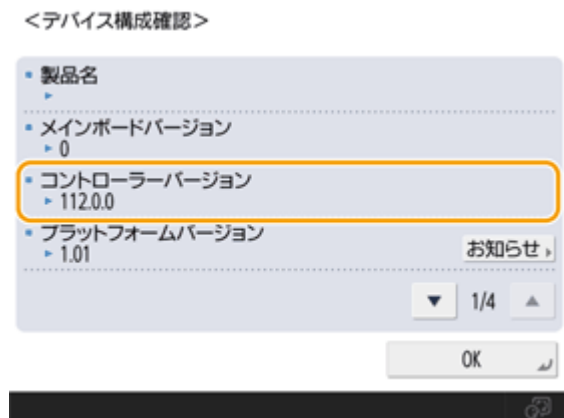 <デバイス構成確認>
製品名
メインボードバージョン
0
コントローラーバージョン
112.0.0
プラットフォームバージョン
1.01
お知らせ
1/4
OK